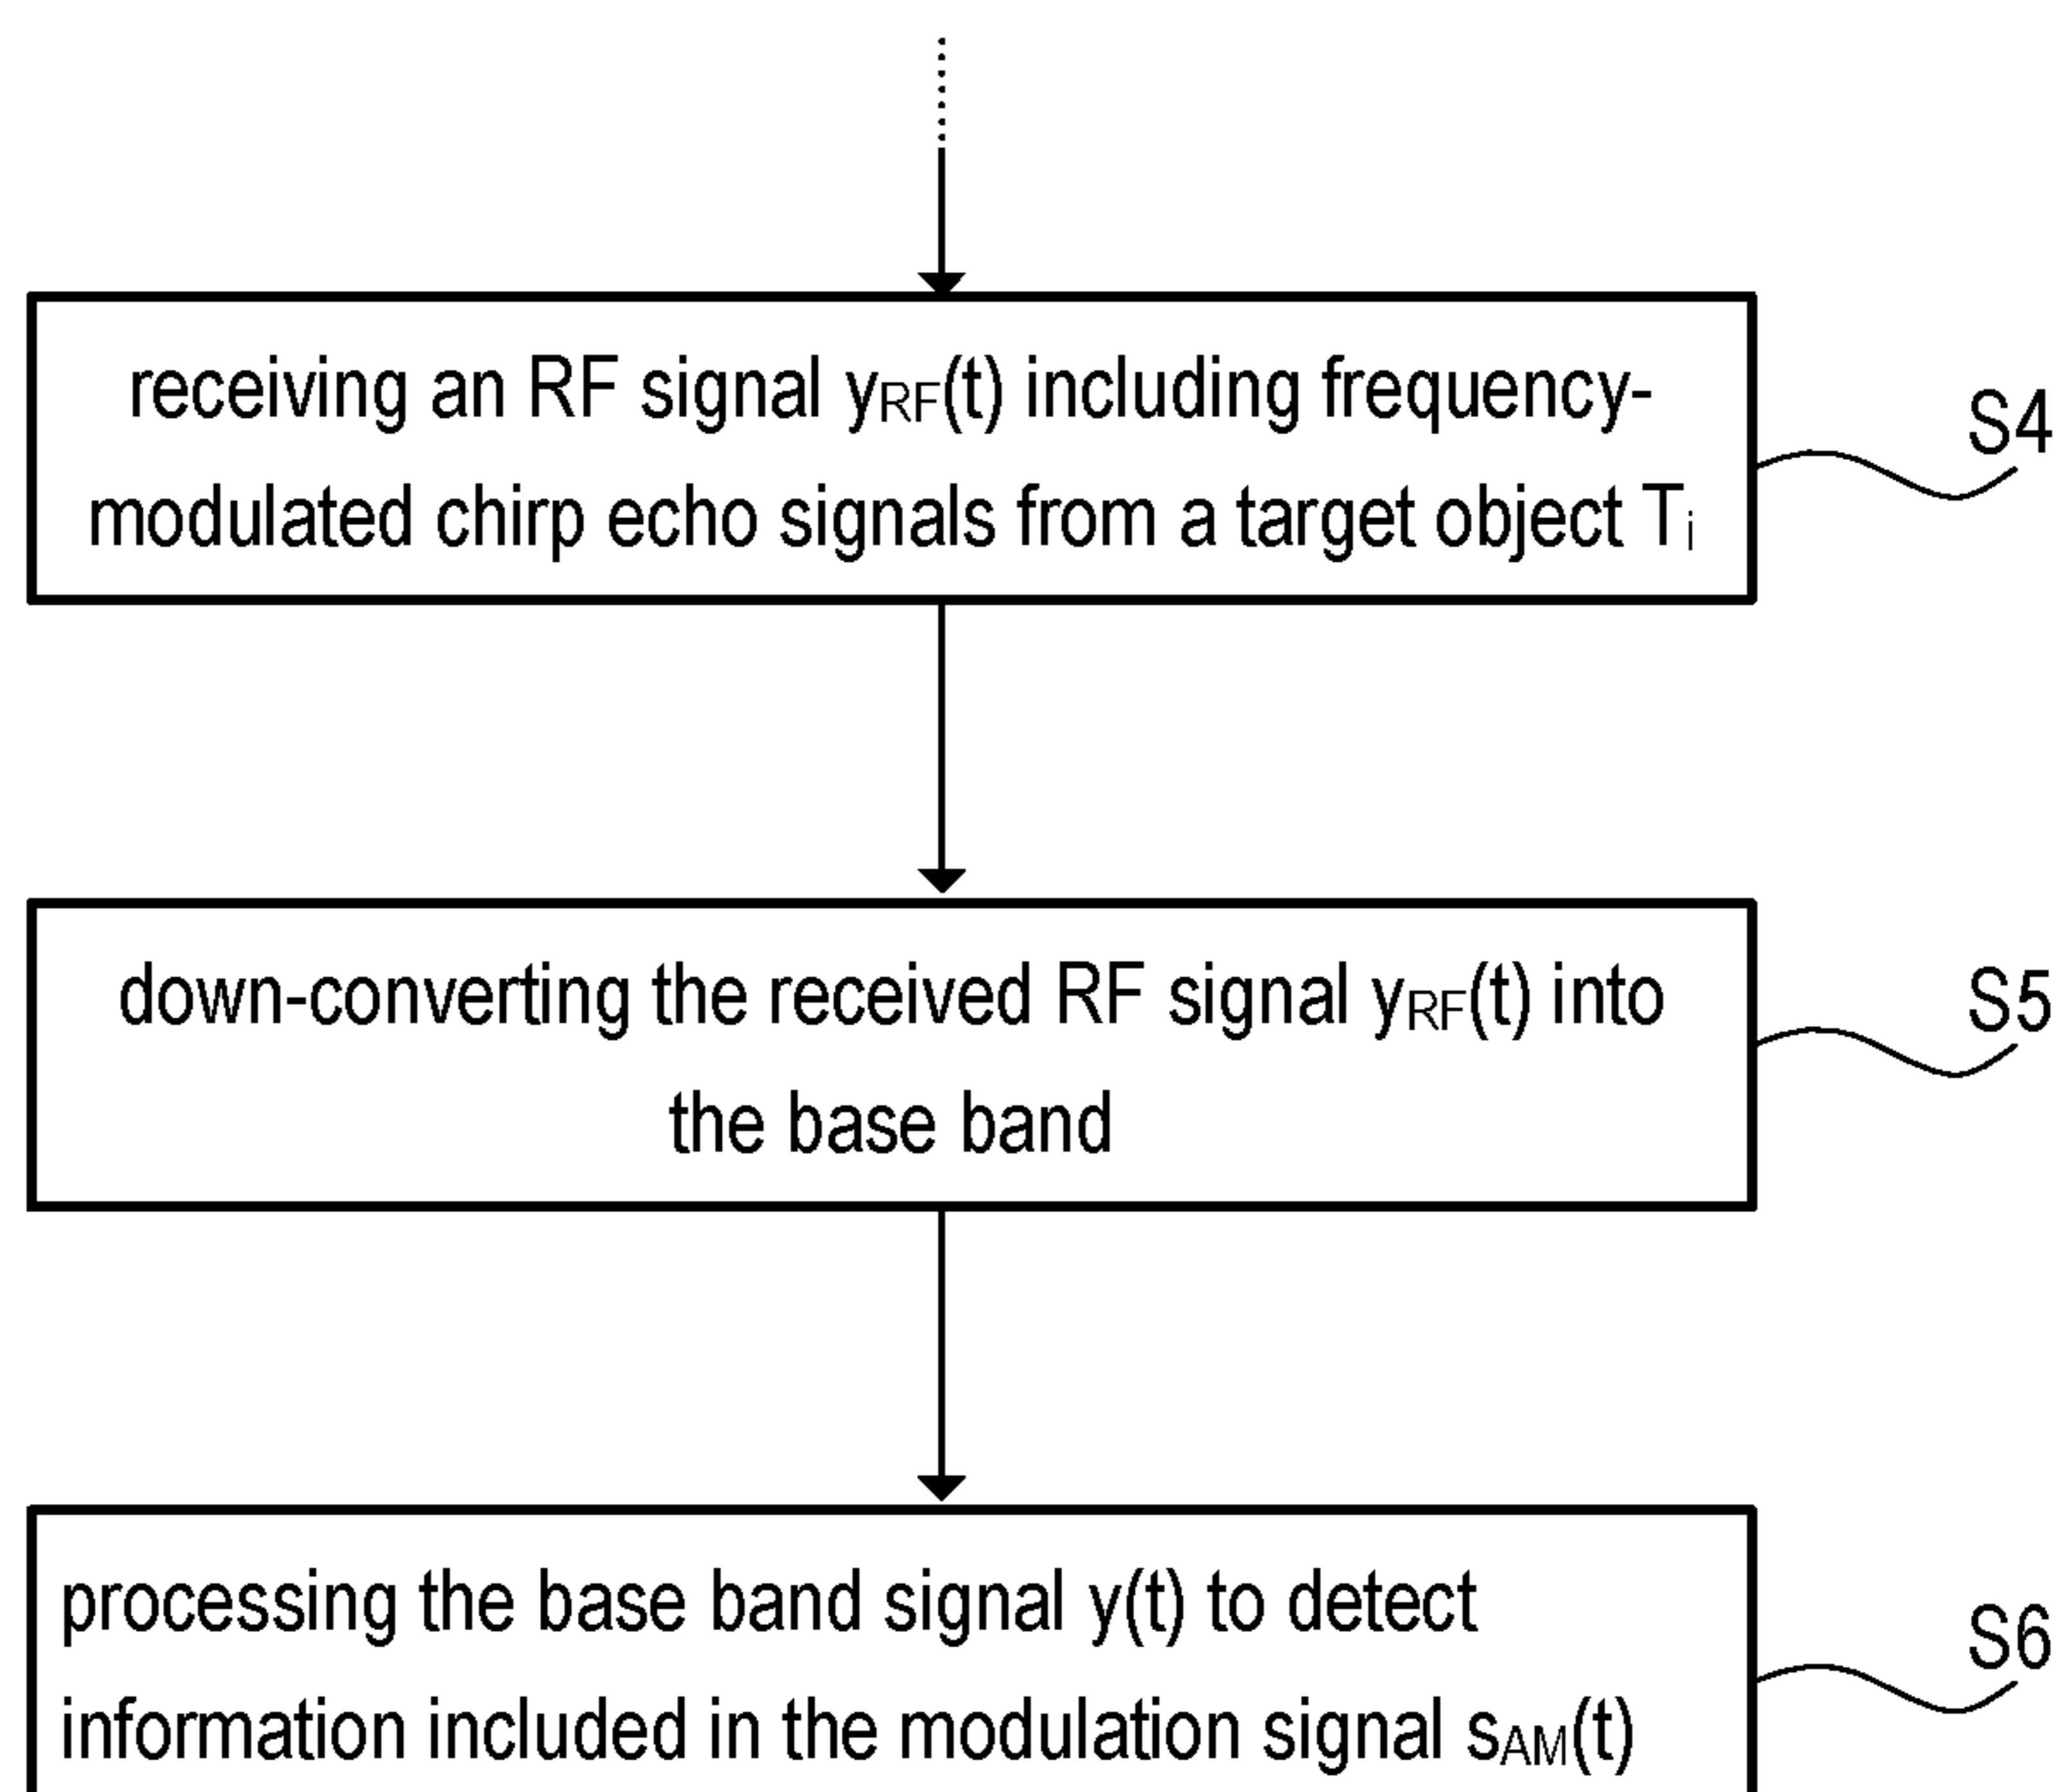 receiving an RF signal yRF(t) including frequency-
modulated chirp echo signals from a target object Ti
S4
down-converting the received RF signal yRF(t) into
the base band
S5
processing the base band signal y(t) to detect
information included in the modulation signal sAM(t)
S6